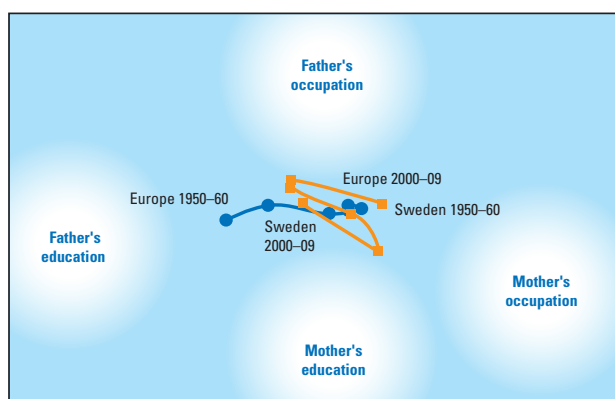 Father's
occupation
Europe 2000–09
Europe 1950–60
Sweden 1950–60
Sweden
2000–09
Father's
education
Mother's
occupation
Mother's
education